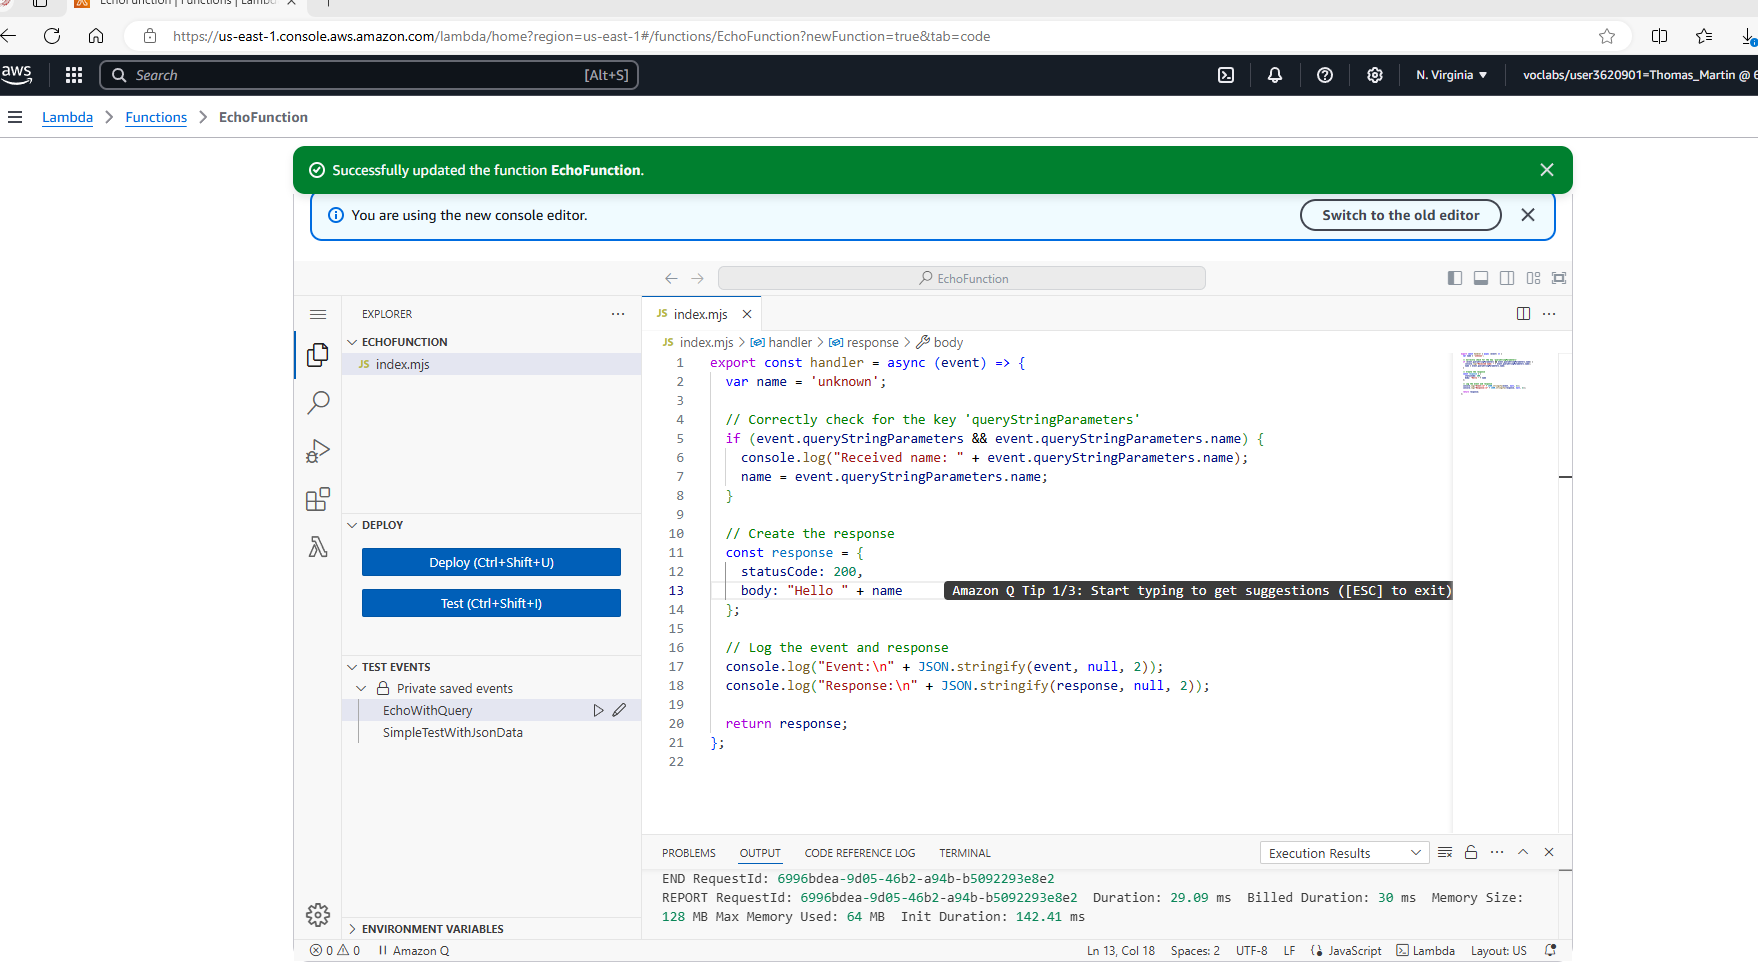 EchoFunction | Functions | Lambda
https://us-east-1.console.aws.amazon.com/lambda/home?region=us-east-1#/functions/EchoFunction?newFunction=true&tab=code
aws
Search
[Alt+S]
N. Virginia
voclabs/user3620901=Thomas_Martin @
Lambda > Functions > EchoFunction
Successfully updated the function EchoFunction.
You are using the new console editor.
Switch to the old editor
EchoFunction
EXPLORER
ECHOFUNCTION
JS index.mjs
DEPLOY
Deploy (Ctrl+Shift+U)
Test (Ctrl+Shift+I)
TEST EVENTS
Private saved events
EchoWithQuery
SimpleTestWithJsonData
ENVIRONMENT VARIABLES
JS index.mjs
JS index.mjs > handler > response > body
1 export const handler = async (event) => {
2 var name = 'unknown';
3
4 // Correctly check for the key 'queryStringParameters'
5 if (event.queryStringParameters && event.queryStringParameters.name) {
6 console.log("Received name: " + event.queryStringParameters.name);
7 name = event.queryStringParameters.name;
8 }
9
10 // Create the response
11 const response = {
12 statusCode: 200,
13 body: "Hello " + name Amazon Q Tip 1/3: Start typing to get suggestions ([ESC] to exit)
14 };
15
16 // Log the event and response
17 console.log("Event:\n" + JSON.stringify(event, null, 2));
18 console.log("Response:\n" + JSON.stringify(response, null, 2));
19
20 return response;
21 };
22
PROBLEMS OUTPUT CODE REFERENCE LOG TERMINAL
Execution Results
END RequestId: 6996bdea-9d05-46b2-a94b-b5092293e8e2
REPORT RequestId: 6996bdea-9d05-46b2-a94b-b5092293e8e2 Duration: 29.09 ms Billed Duration: 30 ms Memory Size:
128 MB Max Memory Used: 64 MB Init Duration: 142.41 ms
0 0 Amazon Q
Ln 13, Col 18 Spaces: 2 UTF-8 LF JavaScript Lambda Layout: US